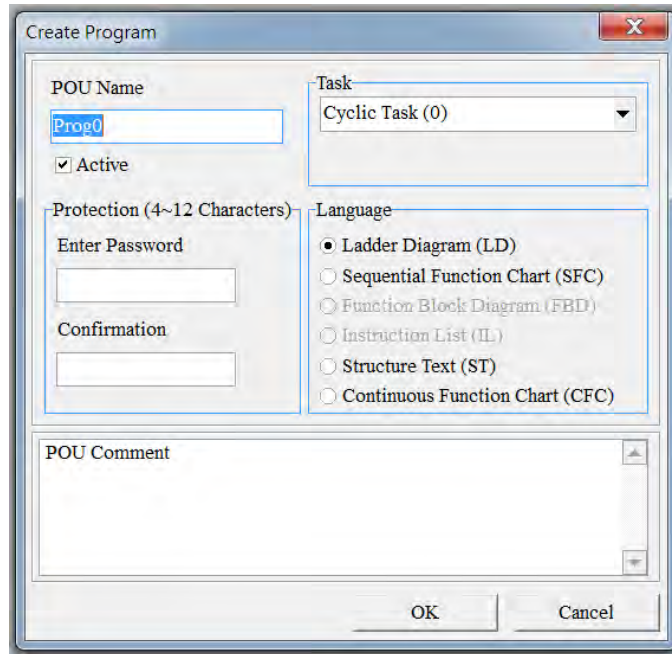 Create Program
POU Name
Prog0
Active
Task
Cyclic Task (0)
Protection (4~12 Characters)
Enter Password
Confirmation
Language
Ladder Diagram (LD)
Sequential Function Chart (SFC)
Function Block Diagram (FBD)
Instruction List (IL)
Structure Text (ST)
Continuous Function Chart (CFC)
POU Comment
OK
Cancel